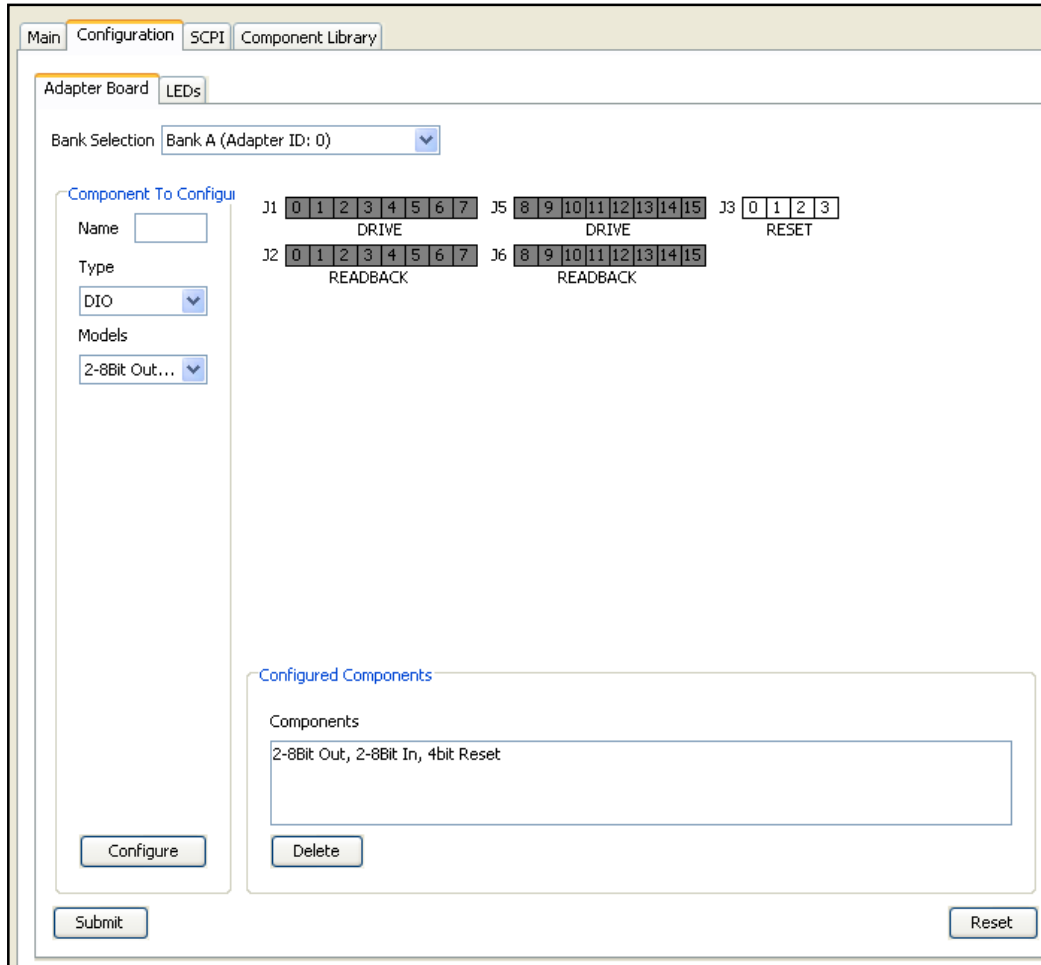 Main Configuration SCPI Component Library
Adapter Board LEDs
Bank Selection Bank A (Adapter ID: 0)
Component To Configur
Name
Type
DIO
Models
2-8Bit Out...
Configure
J1 0 1 2 3 4 5 6 7 J5 8 9 10 11 12 13 14 15 J3 0 1 2 3
DRIVE DRIVE RESET
J2 0 1 2 3 4 5 6 7 J6 8 9 10 11 12 13 14 15
READBACK READBACK
Configured Components
Components
2-8Bit Out, 2-8Bit In, 4bit Reset
Delete
Submit Reset